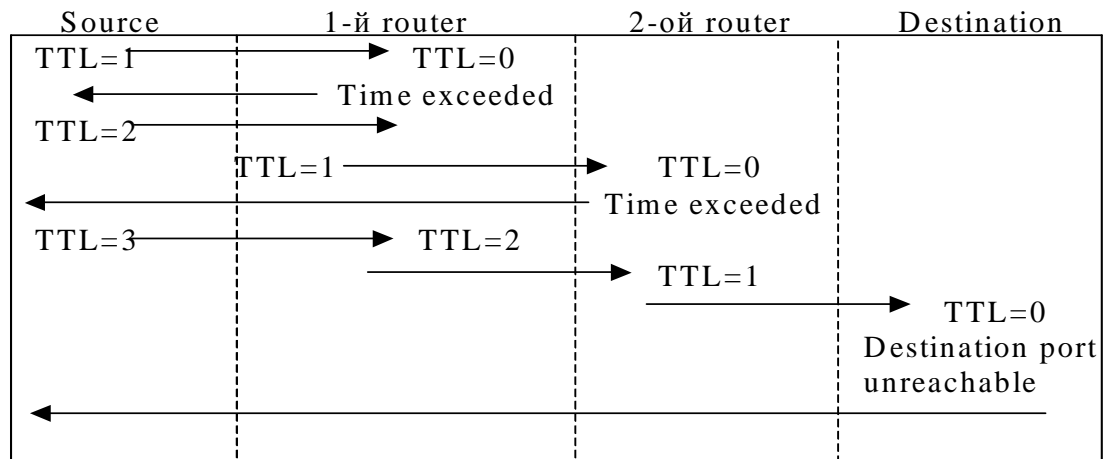 Source 1-й router 2-ой router Destination
TTL=1 TTL=0
Time exceeded
TTL=2
TTL=1 TTL=0
Time exceeded
TTL=3 TTL=2
TTL=1
TTL=0
Destination port
unreachable